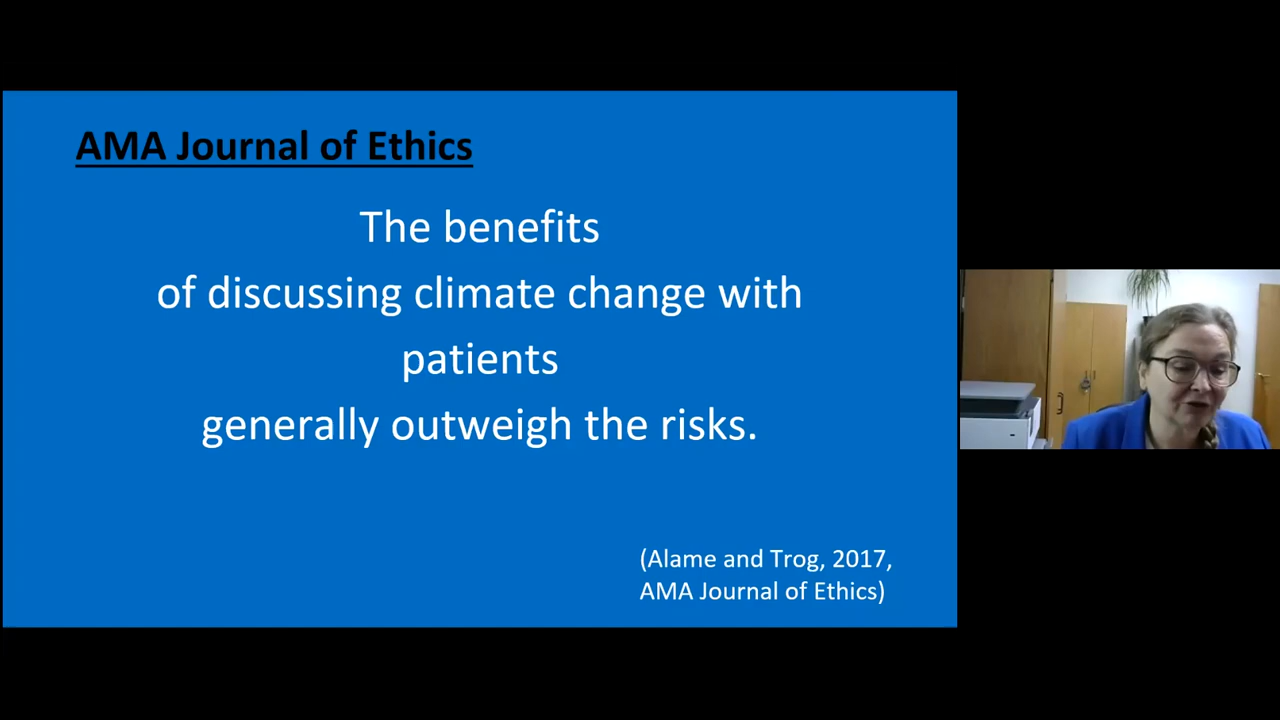 AMA Journal of Ethics
The benefits
of discussing climate change with
patients
generally outweigh the risks.
(Alame and Trog, 2017,
AMA Journal of Ethics)